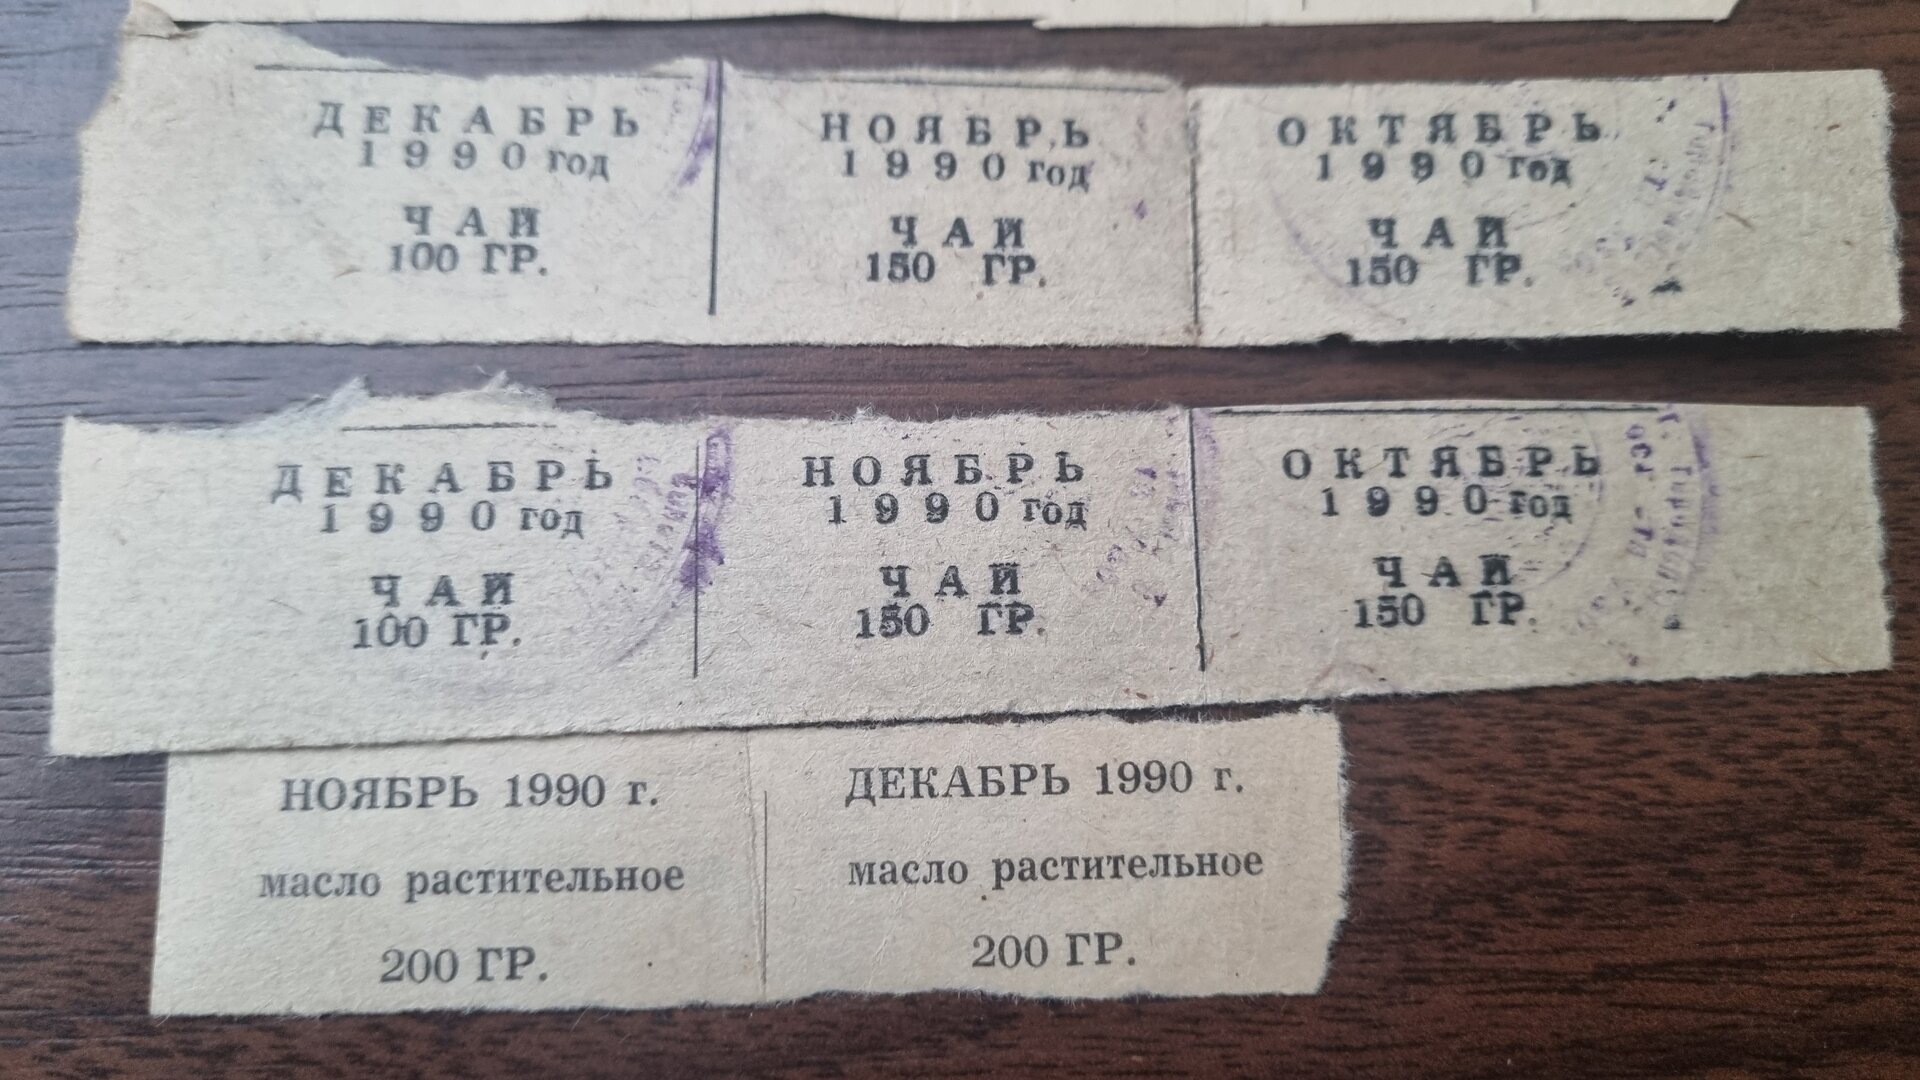 ДЕКАБРЬ
1990 год
ЧАЙ
100 ГР.
НОЯБРЬ
1990 год
ЧАЙ
150 ГР.
ОКТЯБРЬ
1990 год
ЧАЙ
150 ГР.
ДЕКАБРЬ
1990 год
ЧАЙ
100 ГР.
НОЯБРЬ
1990 год
ЧАЙ
150 ГР.
ОКТЯБРЬ
1990 год
ЧАЙ
150 ГР.
НОЯБРЬ 1990 г.
масло растительное
200 ГР.
ДЕКАБРЬ 1990 г.
масло растительное
200 ГР.